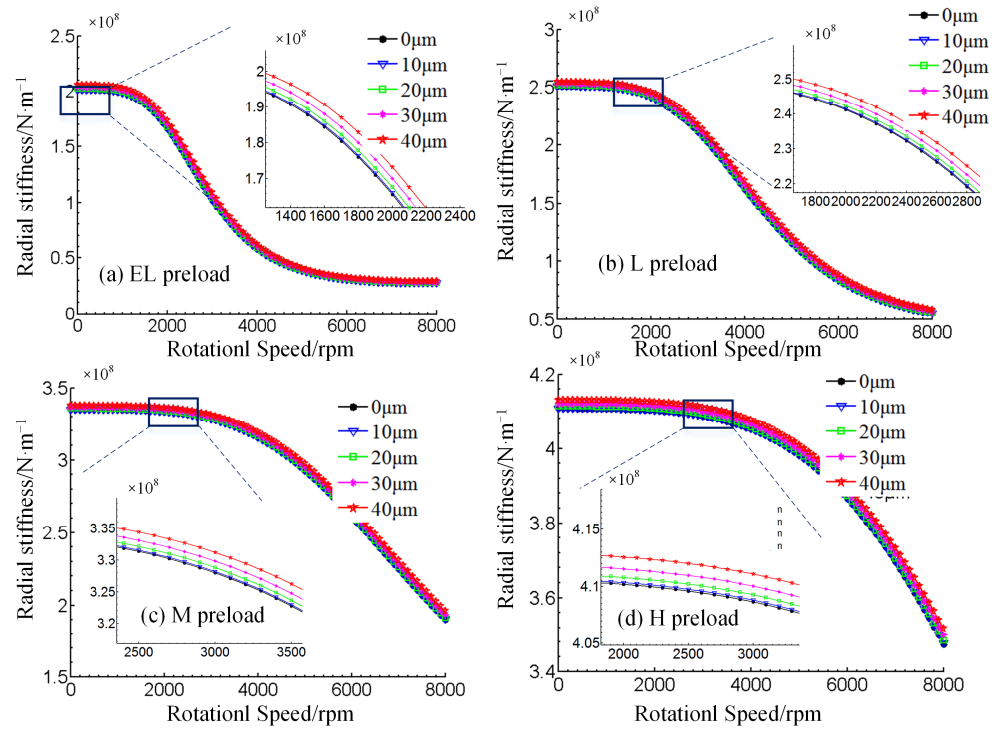 ×10⁸
2.5
2
1.5
1
0.5
0
0 2000 4000 6000 8000
Radial stiffness/N·m⁻¹
Rotationl Speed/rpm
(a) EL preload
0μm
10μm
20μm
30μm
40μm
×10⁸
2
1.9
1.8
1.7
1400 1600 1800 2000 2200 2400
×10⁸
3
2.5
2
1.5
1
0.5
0 2000 4000 6000 8000
Radial stiffness/N·m⁻¹
Rotationl Speed/rpm
(b) L preload
0μm
10μm
20μm
30μm
40μm
×10⁸
2.5
2.4
2.3
2.2
1800 2000 2200 2400 2600 2800
×10⁸
3.5
3
2.5
2
1.5
0 2000 4000 6000 8000
Radial stiffness/N·m⁻¹
Rotationl Speed/rpm
(c) M preload
0μm
10μm
20μm
30μm
40μm
×10⁸
3.35
3.3
3.25
3.2
2500 3000 3500
×10⁸
4.2
4
3.8
3.6
3.4
0 2000 4000 6000 8000
Radial stiffness/N·m⁻¹
Rotationl Speed/rpm
(d) H preload
0μm
10μm
20μm
30μm
40μm
×10⁸
4.15
4.1
4.05
2000 2500 3000
n
n
n
n